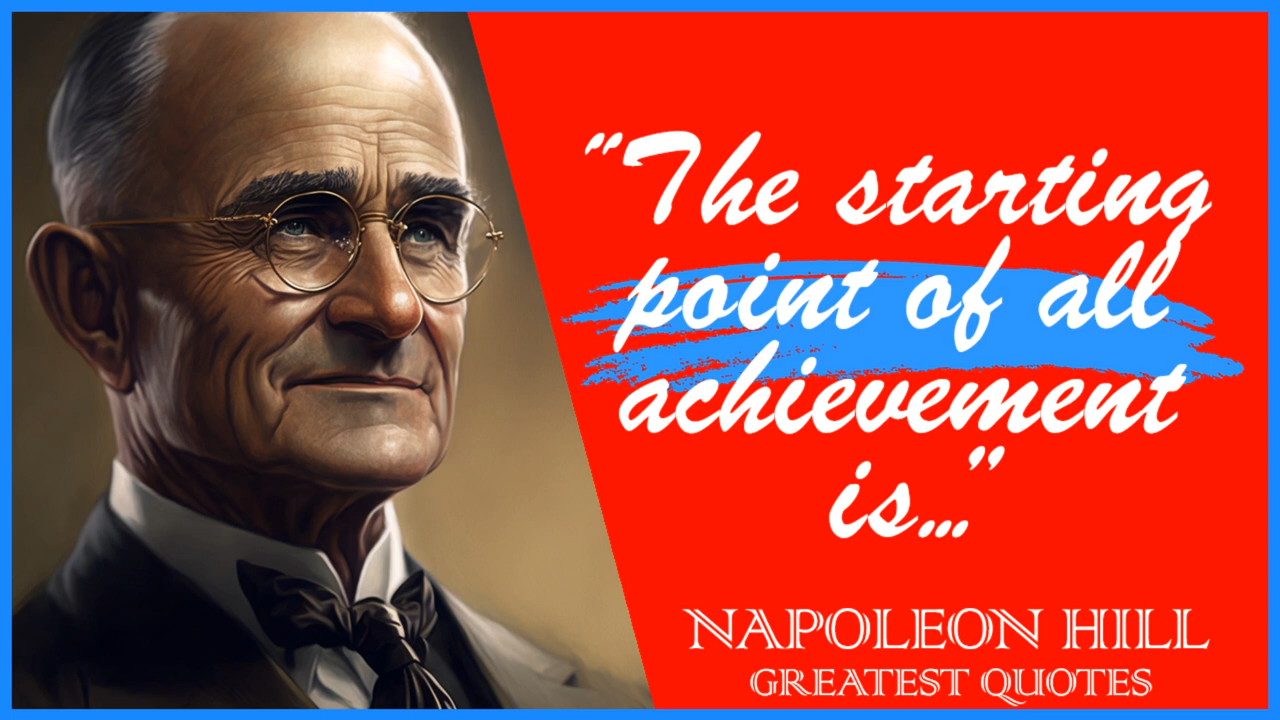 "The starting
point of all
achievement
is..."
NAPOLEON HILL
GREATEST QUOTES